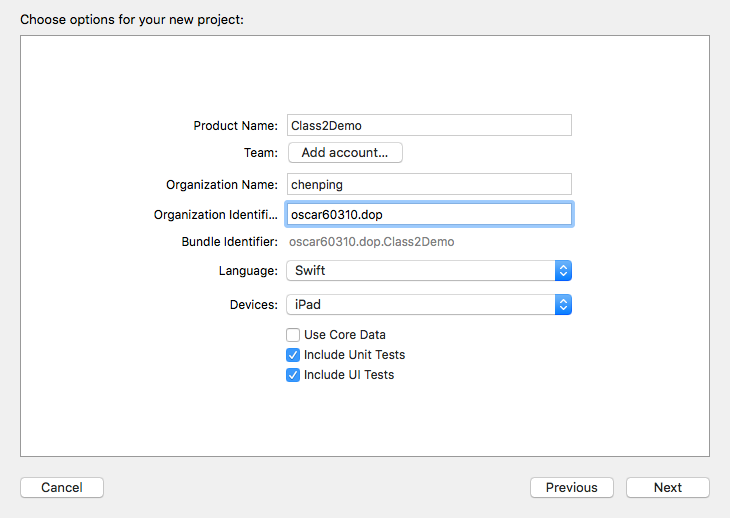 Choose options for your new project:
Product Name: Class2Demo
Team: Add account...
Organization Name: chenping
Organization Identifi... oscar60310.dop
Bundle Identifier: oscar60310.dop.Class2Demo
Language: Swift
Devices: iPad
Use Core Data
Include Unit Tests
Include UI Tests
Cancel Previous Next